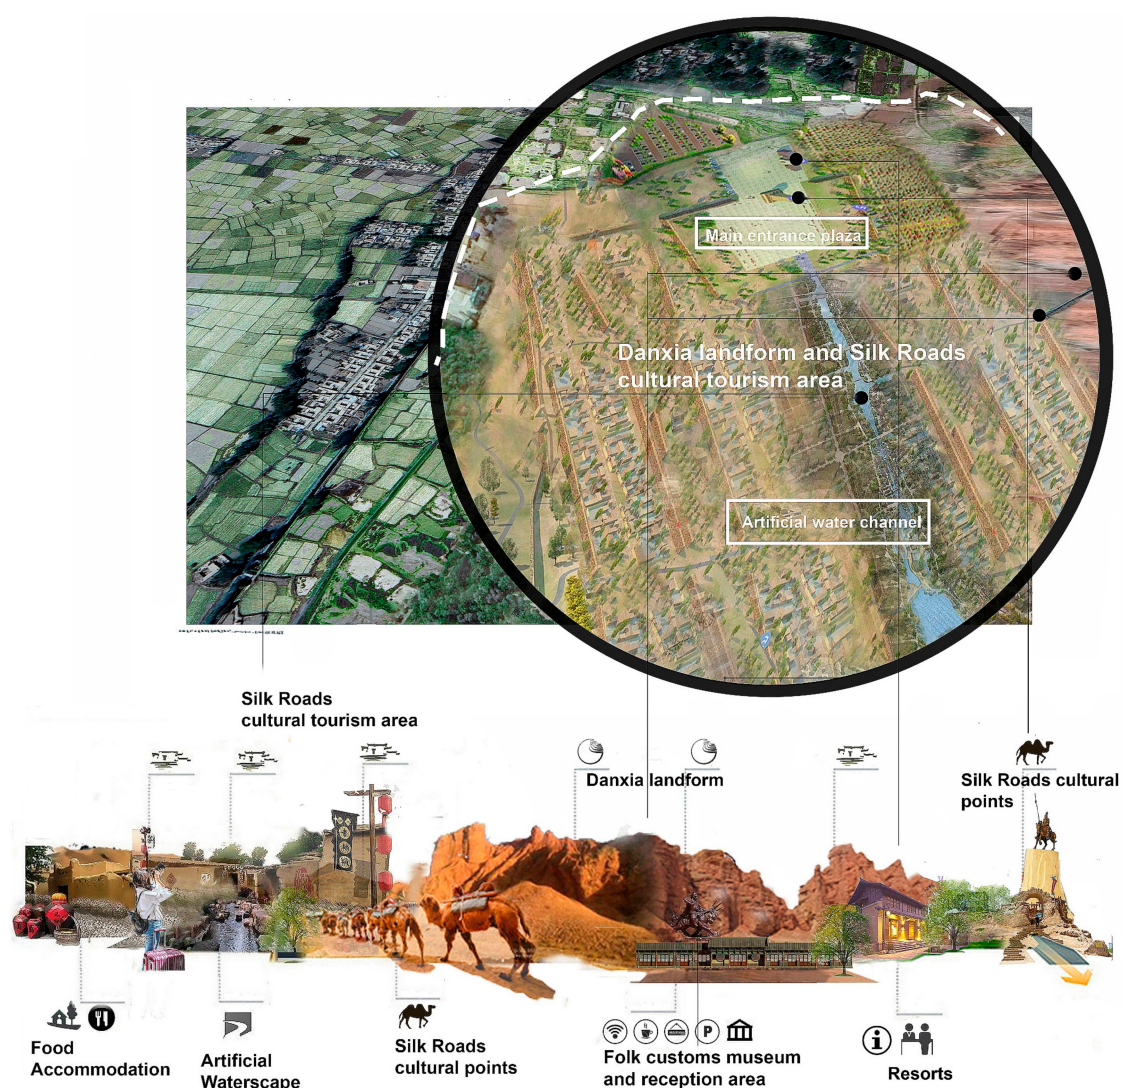 Main entrance plaza
Danxia landform and Silk Roads
cultural tourism area
Artificial water channel
Silk Roads
cultural tourism area
Danxia landform
Silk Roads cultural
points
P
i
Food
Accommodation
Artificial
Waterscape
Silk Roads
cultural points
Folk customs museum
and reception area
Resorts